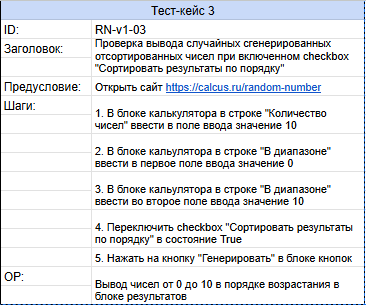 Тест-кейс 3
ID: RN-v1-03
Заголовок: Проверка вывода случайных сгенерированных
отсортированных чисел при включенном checkbox
"Сортировать результаты по порядку"
Предусловие: Открыть сайт https://calcus.ru/random-number
Шаги:
1. В блоке калькулятора в строке "Количество
чисел" ввести в поле ввода значение 10
2. В блоке кальулятора в строке "В диапазоне"
ввести в первое поле ввода значение 0
3. В блоке кальулятора в строке "В диапазоне"
ввести во второе поле ввода значение 10
4. Переключить checkbox "Сортировать результаты
по порядку" в состояние True
5. Нажать на кнопку "Генерировать" в блоке кнопок
ОР:
Вывод чисел от 0 до 10 в порядке возрастания в
блоке результатов